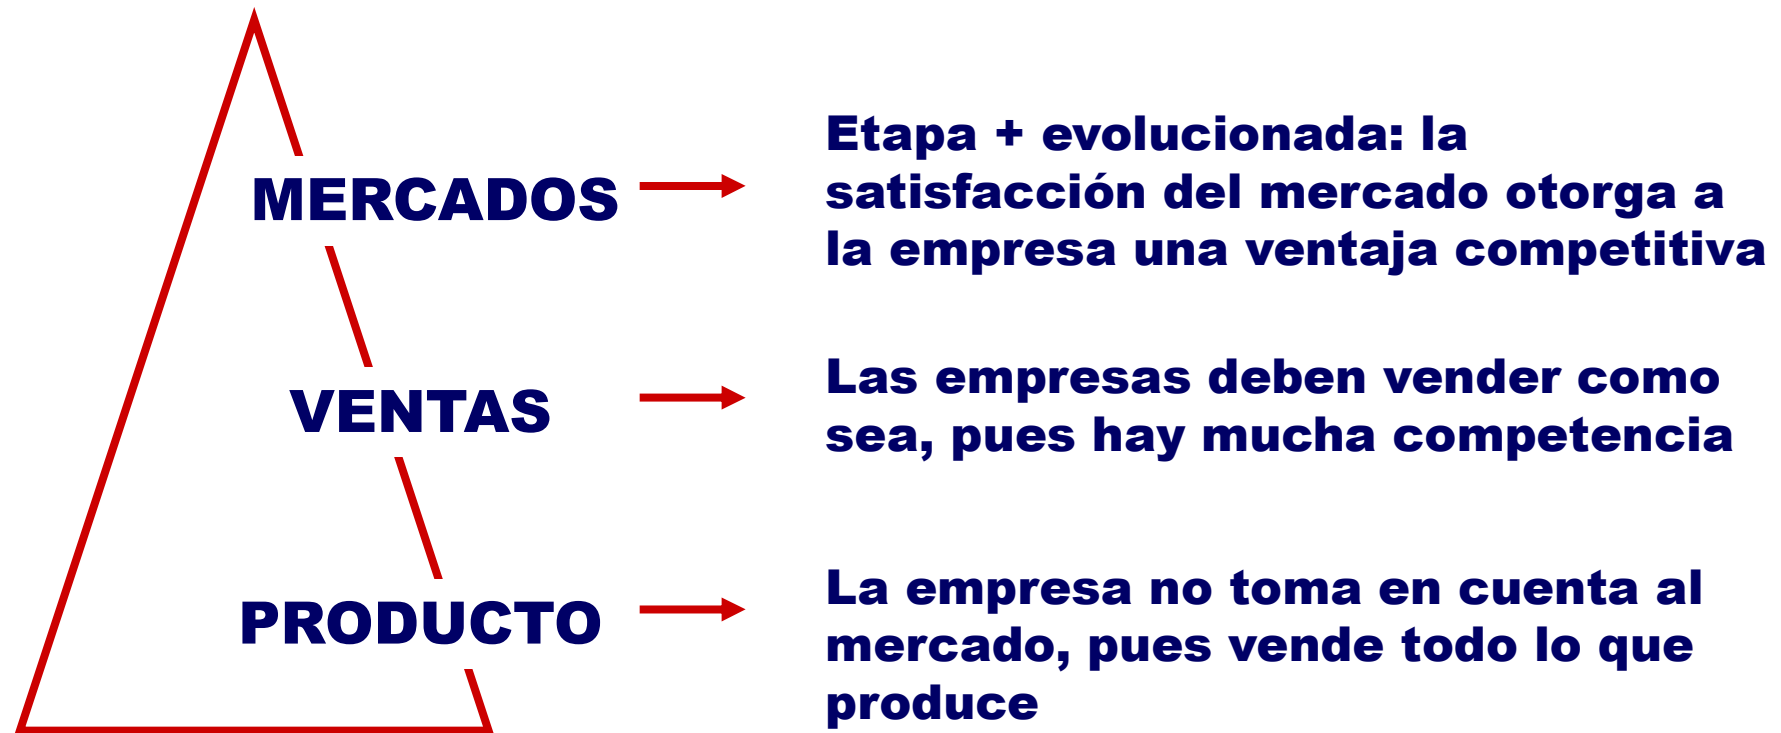 MERCADOS
Etapa + evolucionada: la
satisfacción del mercado otorga a
la empresa una ventaja competitiva
VENTAS
Las empresas deben vender como
sea, pues hay mucha competencia
PRODUCTO
La empresa no toma en cuenta al
mercado, pues vende todo lo que
produce